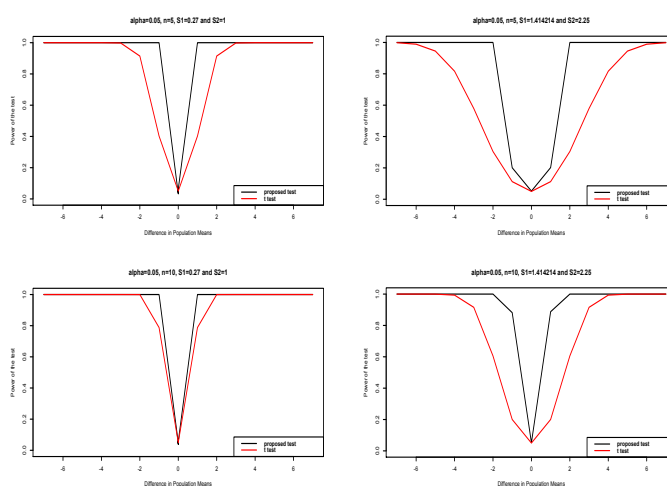 alpha=0.05, n=5, S1=0.27 and S2=1
Power of the test
0.0 0.2 0.4 0.6 0.8 1.0
-6 -4 -2 0 2 4 6
Difference in Population Means
proposed test
t test
alpha=0.05, n=5, S1=1.414214 and S2=2.25
Power of the test
0.0 0.2 0.4 0.6 0.8 1.0
-6 -4 -2 0 2 4 6
Difference in Population Means
proposed test
t test
alpha=0.05, n=10, S1=0.27 and S2=1
Power of the test
0.0 0.2 0.4 0.6 0.8 1.0
-6 -4 -2 0 2 4 6
Difference in Population Means
proposed test
t test
alpha=0.05, n=10, S1=1.414214 and S2=2.25
Power of the test
0.0 0.2 0.4 0.6 0.8 1.0
-6 -4 -2 0 2 4 6
Difference in Population Means
proposed test
t test